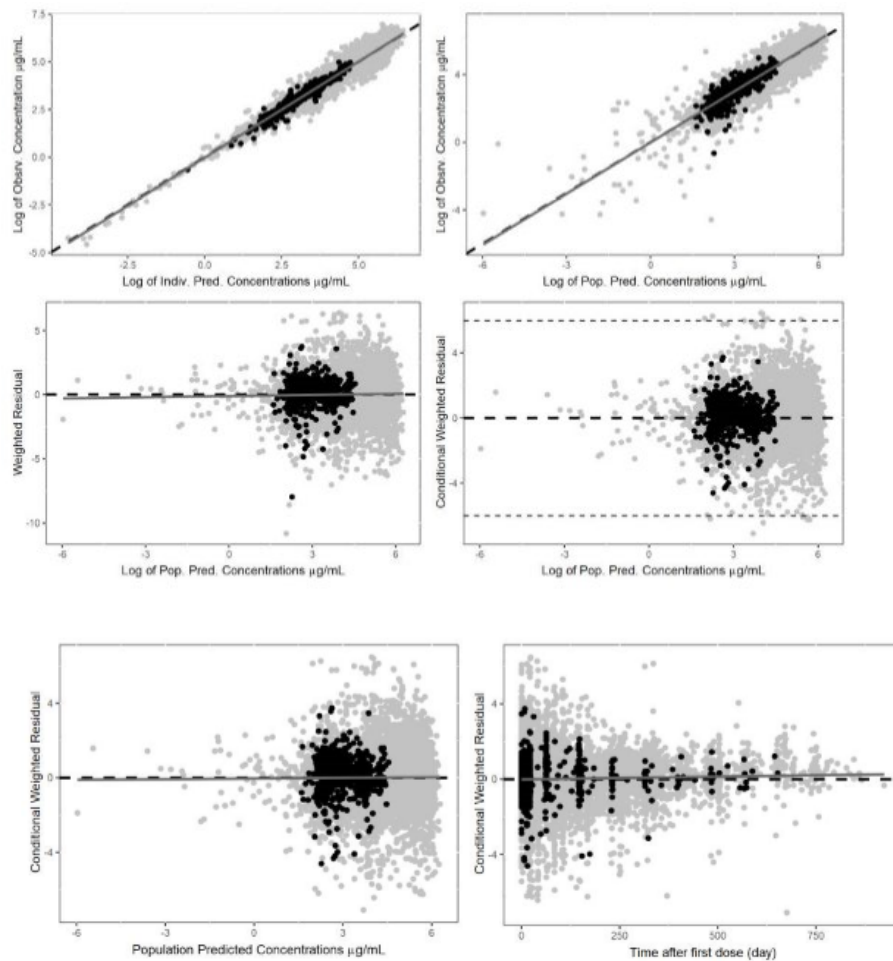 7.5
5.0
2.5
0.0
-2.5
-5.0
Log of Obsrv. Concentration μg/mL
-2.5 0.0 2.5 5.0
Log of Indiv. Pred. Concentrations μg/mL
4
0
-4
Log of Obsrv. Concentration μg/mL
-6 -3 0 3 6
Log of Pop. Pred. Concentrations μg/mL
5
0
-5
-10
Weighted Residual
-6 -3 0 3 6
Log of Pop. Pred. Concentrations μg/mL
4
0
-4
Conditional Weighted Residual
-6 -3 0 3 6
Log of Pop. Pred. Concentrations μg/mL
4
0
-4
Conditional Weighted Residual
-6 -3 0 3 6
Population Predicted Concentrations μg/mL
4
0
-4
Conditional Weighted Residual
0 250 500 750
Time after first dose (day)